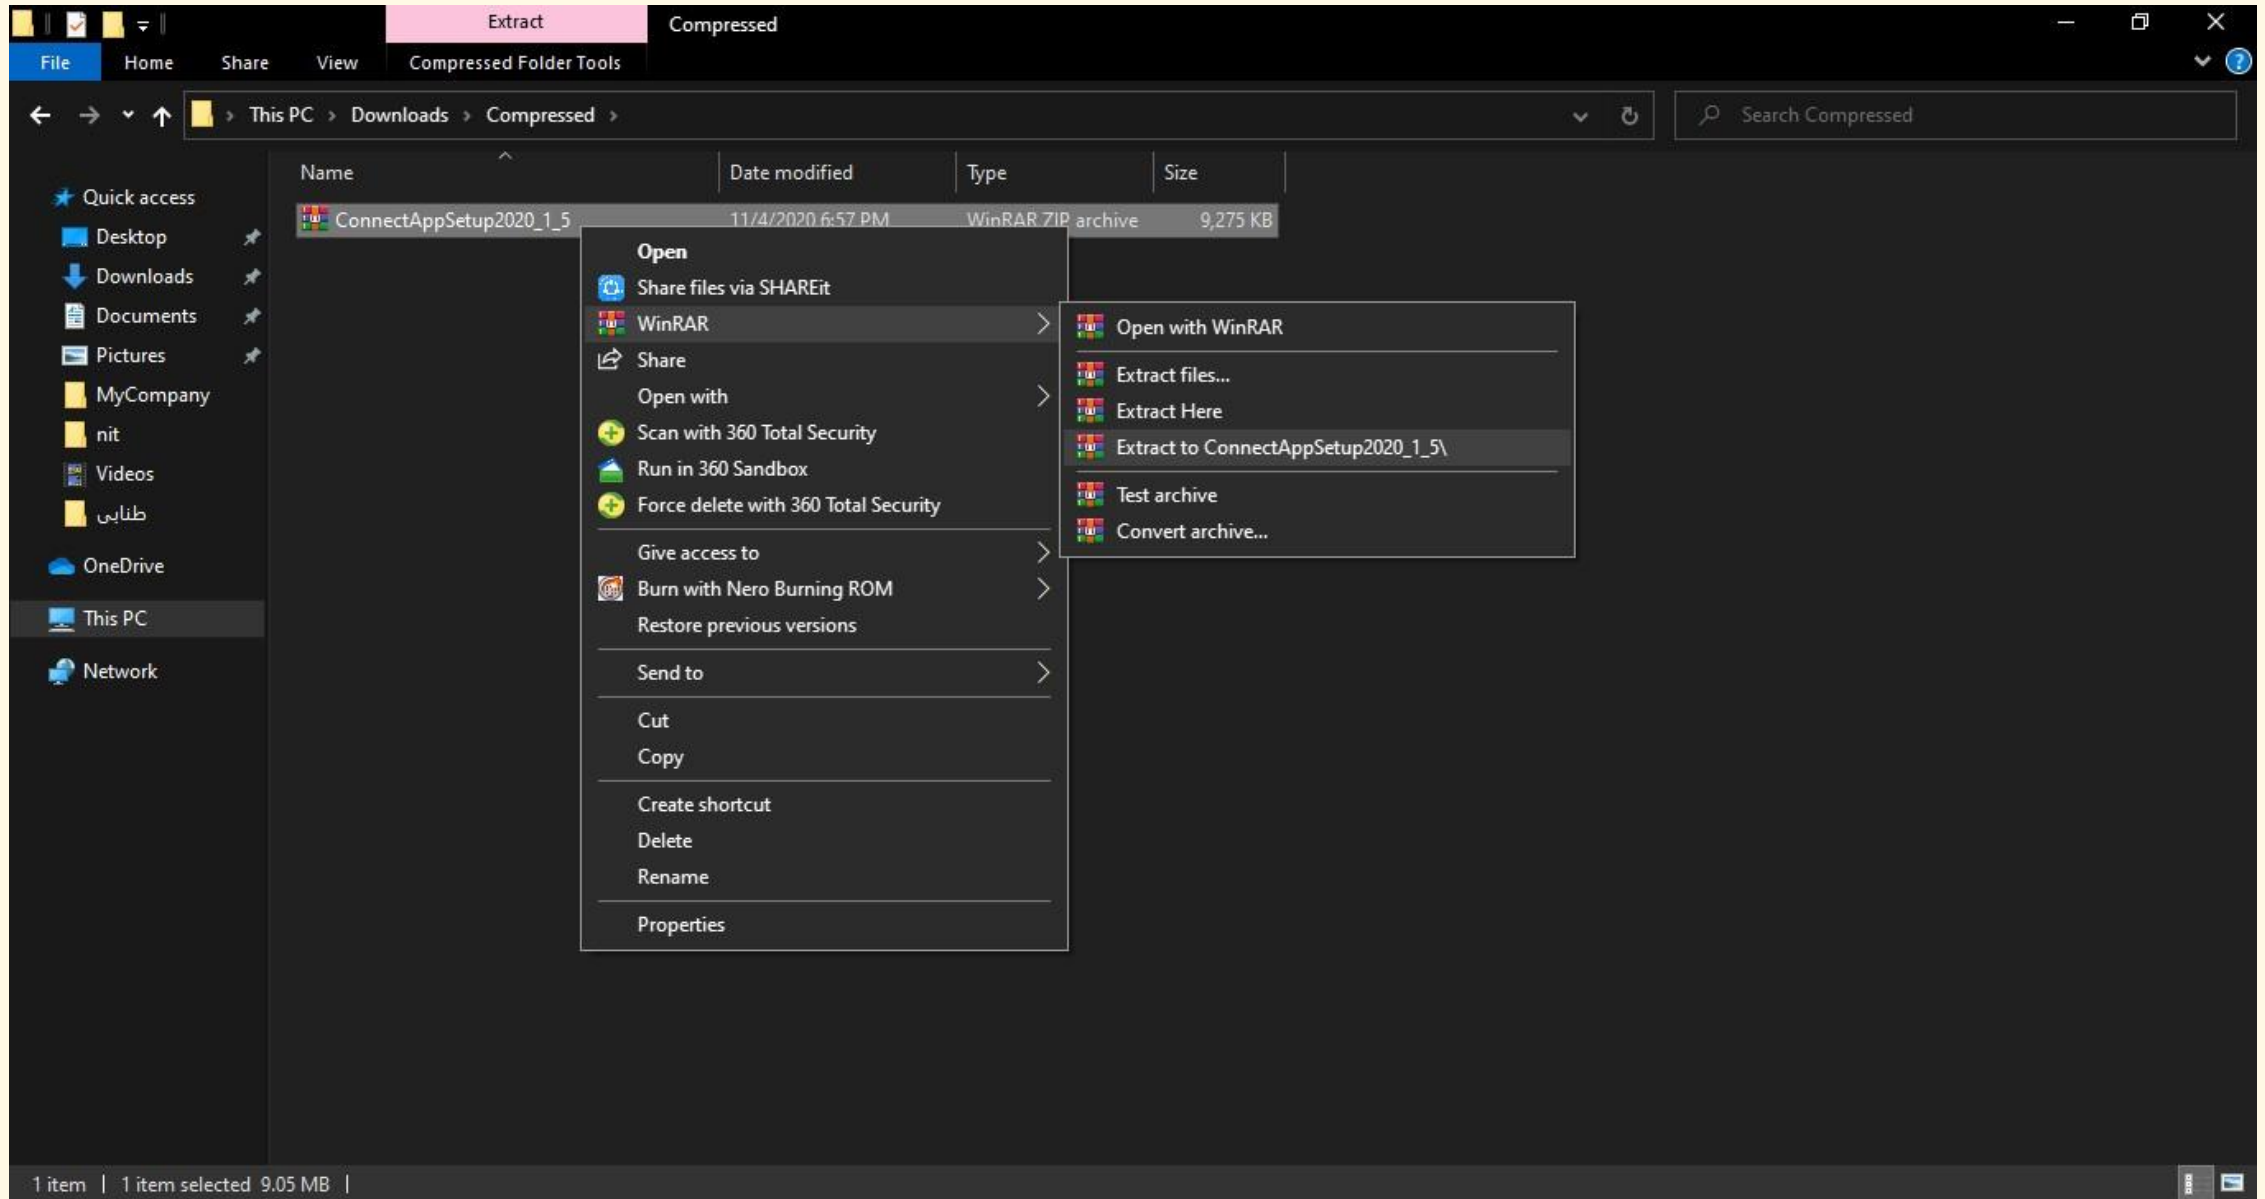 Extract
Compressed
File
Home
Share
View
Compressed Folder Tools
This PC > Downloads > Compressed >
Search Compressed
Name
Date modified
Type
Size
ConnectAppSetup2020_1_5
11/4/2020 6:57 PM
WinRAR ZIP archive
9,275 KB
Quick access
Desktop
Downloads
Documents
Pictures
MyCompany
nit
Videos
طنابی
OneDrive
This PC
Network
Open
Share files via SHAREit
WinRAR
Share
Open with
Scan with 360 Total Security
Run in 360 Sandbox
Force delete with 360 Total Security
Give access to
Burn with Nero Burning ROM
Restore previous versions
Send to
Cut
Copy
Create shortcut
Delete
Rename
Properties
Open with WinRAR
Extract files...
Extract Here
Extract to ConnectAppSetup2020_1_5\
Test archive
Convert archive...
1 item
1 item selected 9.05 MB